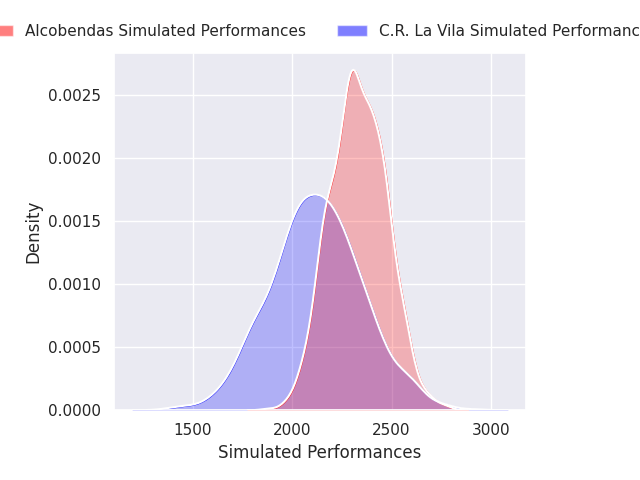 Alcobendas Simulated Performances
C.R. La Vila Simulated
0.0025
0.0020
0.0015
0.0010
0.0005
0.0000
Density
1500 2000 2500 3000
Simulated Performances